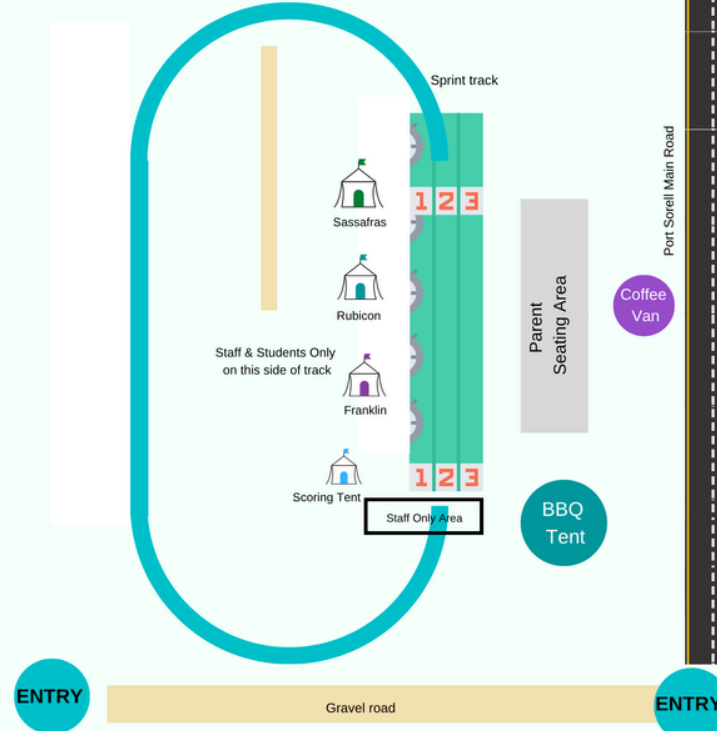 Sprint track
Port Sorell Main Road
1 2 3
Sassafras
Rubicon
Coffee
Van
Parent
Seating Area
Staff & Students Only
on this side of track
Franklin
1 2 3
Scoring Tent
Staff Only Area
BBQ
Tent
ENTRY
ENTRY
Gravel road